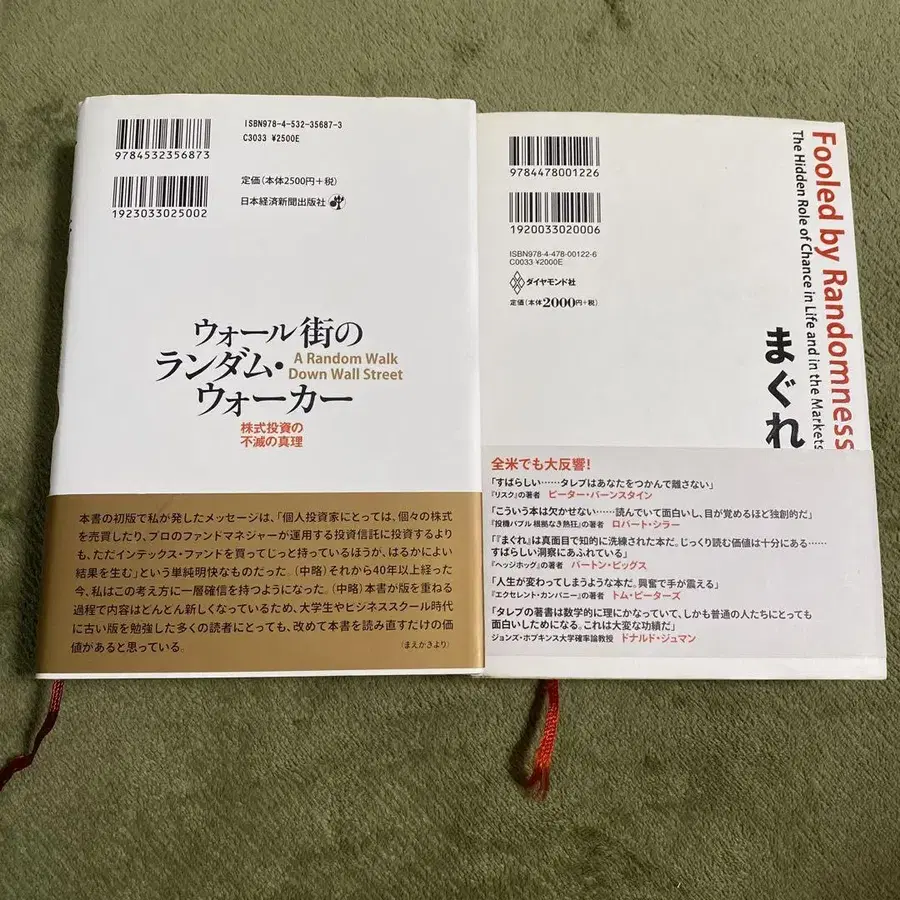 ISBN978-4-532-35687-3
C3033 ¥2500E
9784532356873
定価(本体2500円+税)
日本経済新聞出版社
1923033025002
ウォール街の
ランダム・
ウォーカー
A Random Walk
Down Wall Street
株式投資の
不滅の真理
本書の初版で私が発したメッセージは、「個人投資家にとっては、個々の株式
を売買したり、プロのファンドマネジャーが運用する投資信託に投資するより
も、ただインデックス・ファンドを買ってじっと持っているほうが、はるかによい
結果を生む」という単純明快なものだった。(中略)それから40年以上経った
今、私はこの考え方に一層確信を持つようになった。(中略)本書が版を重ねる
過程で内容はどんどん新しくなっているため、大学生やビジネススクール時代
に古い版を勉強した多くの読者にとっても、改めて本書を読み直すだけの価
値があると思っている。
(まえがきより)
9784478001226
1920033020006
ISBN978-4-478-00122-6
C0033 ¥2000E
ダイヤモンド社
定価(本体2000円+税)
Fooled by Randomness
The Hidden Role of Chance in Life and in the Markets
まぐれ
全米でも大反響!
「すばらしい……タレブはあなたをつかんで離さない」
『リスク』の著者 ピーター・バーンスタイン
「こういう本は欠かせない……読んでいて面白いし、目が覚めるほど独創的だ」
『投機バブル 根拠なき熱狂』の著者 ロバート・シラー
「『まぐれ』は真面目で知的に洗練された本だ。じっくり読む価値は十分にある……
すばらしい洞察にあふれている」
『ヘッジホッグ』の著者 バートン・ビッグス
「人生が変わってしまうような本だ。興奮で手が震える」
『エクセレント・カンパニー』の著者 トム・ピーターズ
「タレブの著書は数学的に理にかなっていて、しかも普通の人たちにとっても
面白いしためになる。これは大変な功績だ」
ジョンズ・ホプキンス大学確率論教授 ドナルド・ジュマン